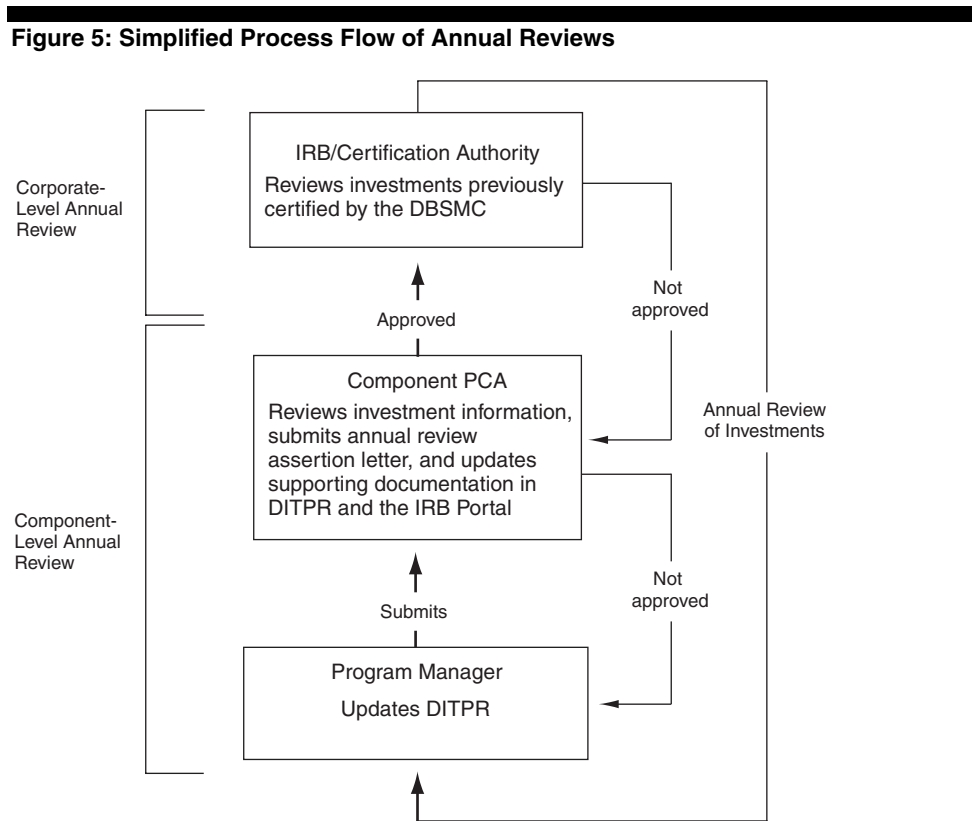 Figure 5: Simplified Process Flow of Annual Reviews
IRB/Certification Authority
Reviews investments previously
certified by the DBSMC
Corporate-
Level Annual
Review
Not
approved
Approved
Component PCA
Reviews investment information,
submits annual review
assertion letter, and updates
supporting documentation in
DITPR and the IRB Portal
Annual Review
of Investments
Component-
Level Annual
Review
Not
approved
Submits
Program Manager
Updates DITPR